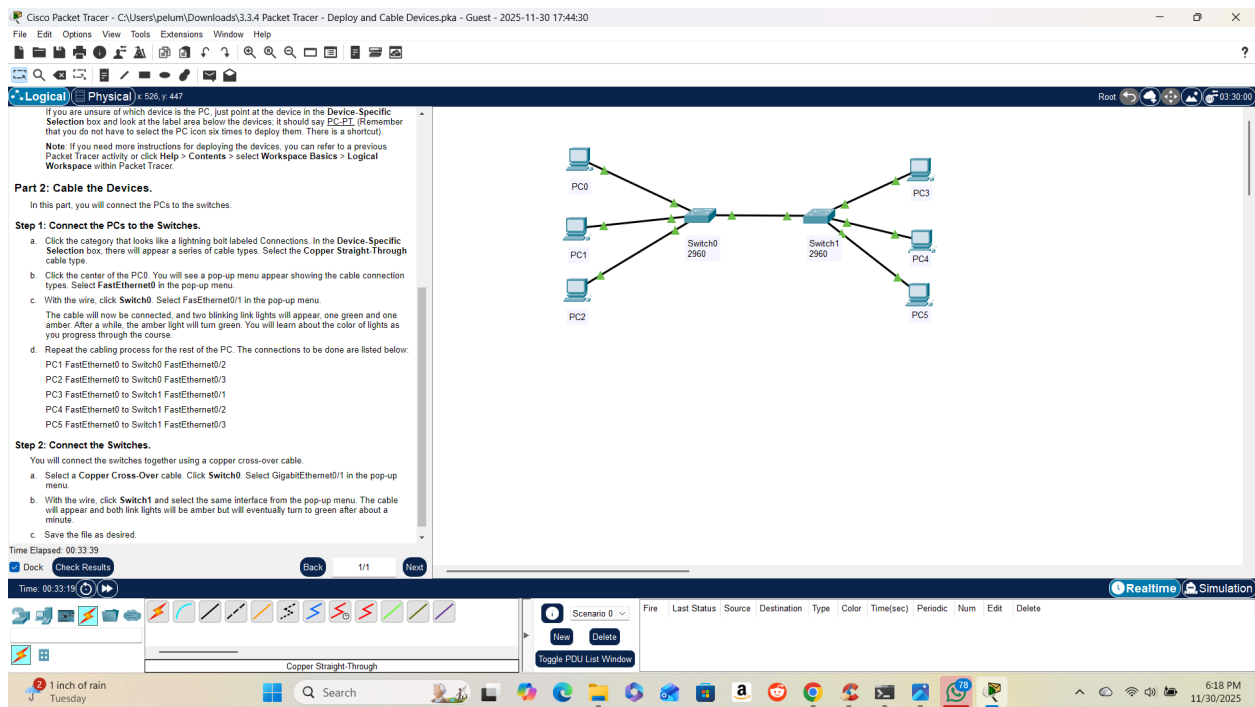 Cisco Packet Tracer - C:\Users\pelum\Downloads\3.3.4 Packet Tracer - Deploy and Cable Devices.pka - Guest - 2025-11-30 17:44:30
File Edit Options View Tools Extensions Window Help
?
Logical Physical x: 526, y: 447
Root 03:30:00
If you are unsure of which device is the PC, just point at the device in the Device-Specific
Selection box and look at the label area below the devices; it should say PC-PT. (Remember
that you do not have to select the PC icon six times to deploy them. There is a shortcut).
Note: If you need more instructions for deploying the devices, you can refer to a previous
Packet Tracer activity or click Help > Contents > select Workspace Basics > Logical
Workspace within Packet Tracer.
Part 2: Cable the Devices.
In this part, you will connect the PCs to the switches.
Step 1: Connect the PCs to the Switches.
a. Click the category that looks like a lightning bolt labeled Connections. In the Device-Specific
Selection box, there will appear a series of cable types. Select the Copper Straight-Through
cable type.
b. Click the center of the PC0. You will see a pop-up menu appear showing the cable connection
types. Select FastEthernet0 in the pop-up menu.
c. With the wire, click Switch0. Select FasEthernet0/1 in the pop-up menu.
The cable will now be connected, and two blinking link lights will appear, one green and one
amber. After a while, the amber light will turn green. You will learn about the color of lights as
you progress through the course.
d. Repeat the cabling process for the rest of the PC. The connections to be done are listed below:
PC1 FastEthernet0 to Switch0 FastEthernet0/2
PC2 FastEthernet0 to Switch0 FastEthernet0/3
PC3 FastEthernet0 to Switch1 FastEthernet0/1
PC4 FastEthernet0 to Switch1 FastEthernet0/2
PC5 FastEthernet0 to Switch1 FastEthernet0/3
Step 2: Connect the Switches.
You will connect the switches together using a copper cross-over cable.
a. Select a Copper Cross-Over cable. Click Switch0. Select GigabitEthernet0/1 in the pop-up
menu.
b. With the wire, click Switch1 and select the same interface from the pop-up menu. The cable
will appear and both link lights will be amber but will eventually turn to green after about a
minute.
c. Save the file as desired.
Time Elapsed: 00:33:39
Dock Check Results Back 1/1 Next
PC0
PC1
PC2
Switch0
2960
Switch1
2960
PC3
PC4
PC5
Time: 00:33:19
Realtime Simulation
Copper Straight-Through
Scenario 0
New Delete
Toggle PDU List Window
Fire Last Status Source Destination Type Color Time(sec) Periodic Num Edit Delete
2
1 inch of rain
Tuesday
Search
a
78
6:18 PM
11/30/2025